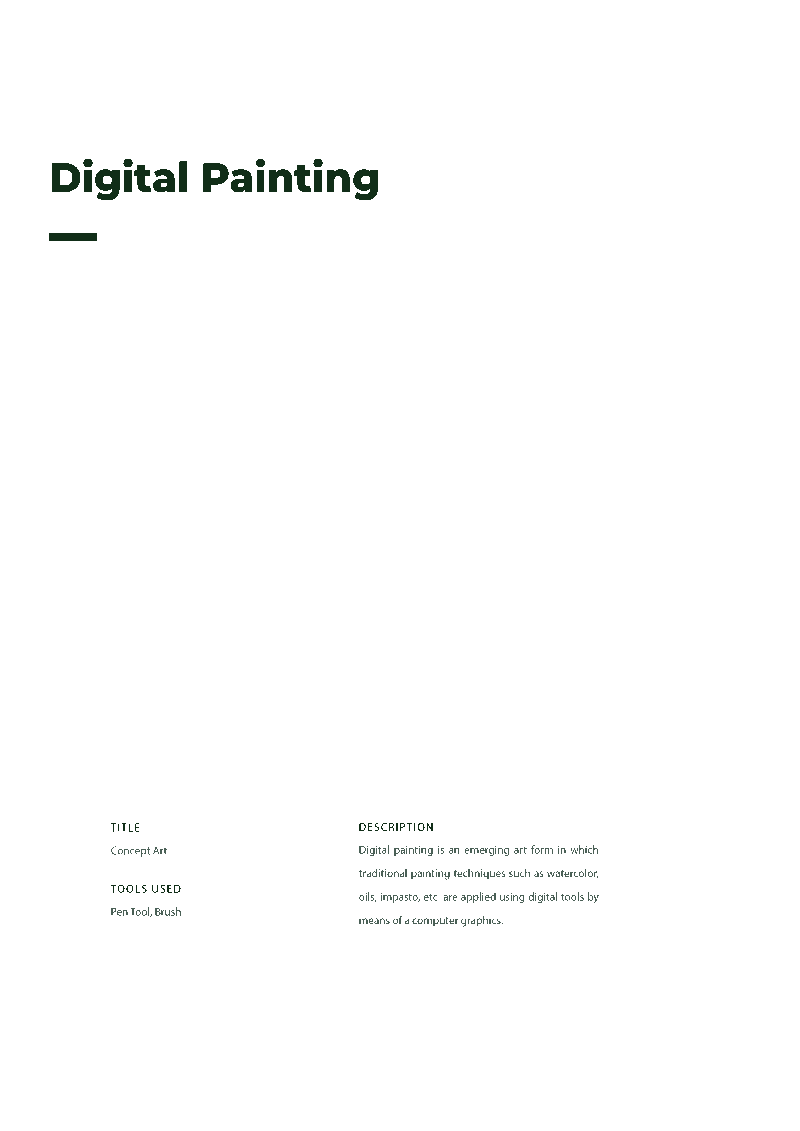 Digital Painting
TITLE
Concept Art
TOOLS USED
Pen Tool, Brush
DESCRIPTION
Digital painting is an emerging art form in which
traditional painting techniques such as watercolor,
oils, impasto, etc. are applied using digital tools by
means of a computer graphics.